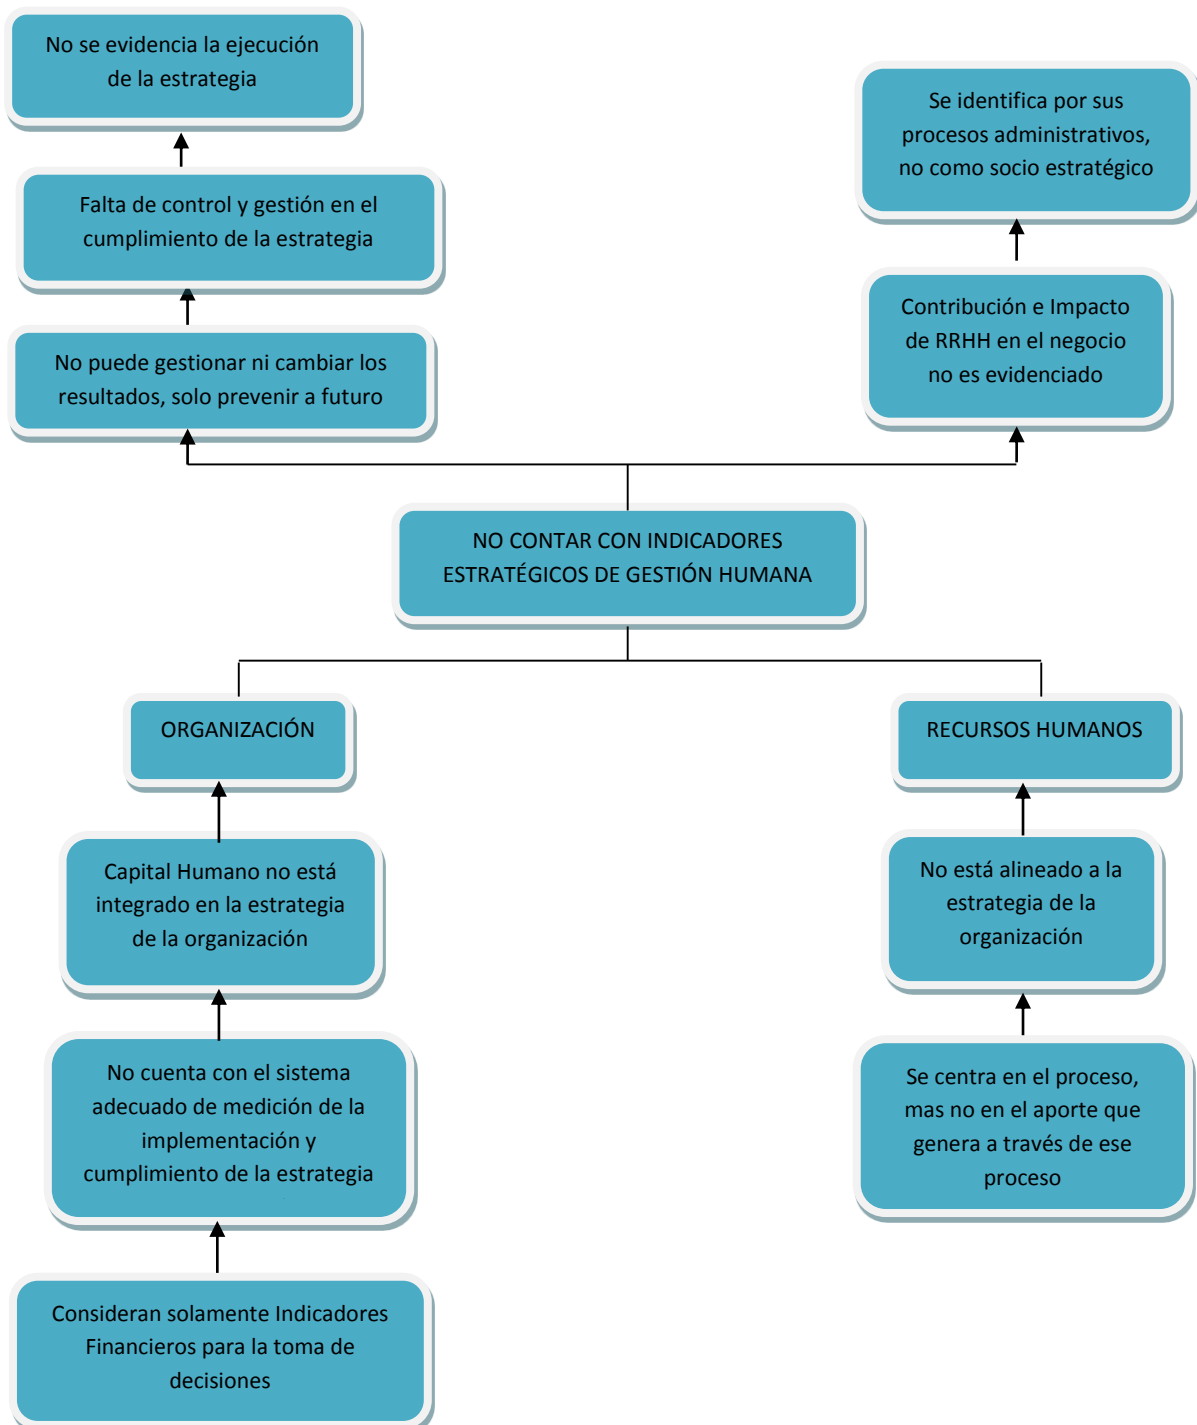 No se evidencia la ejecución
de la estrategia
Se identifica por sus
procesos administrativos,
no como socio estratégico
Falta de control y gestión en el
cumplimiento de la estrategia
Contribución e Impacto
de RRHH en el negocio
no es evidenciado
No puede gestionar ni cambiar los
resultados, solo prevenir a futuro
NO CONTAR CON INDICADORES
ESTRATÉGICOS DE GESTIÓN HUMANA
ORGANIZACIÓN
RECURSOS HUMANOS
Capital Humano no está
integrado en la estrategia
de la organización
No está alineado a la
estrategia de la
organización
No cuenta con el sistema
adecuado de medición de la
implementación y
cumplimiento de la estrategia
Se centra en el proceso,
mas no en el aporte que
genera a través de ese
proceso
Consideran solamente Indicadores
Financieros para la toma de
decisiones